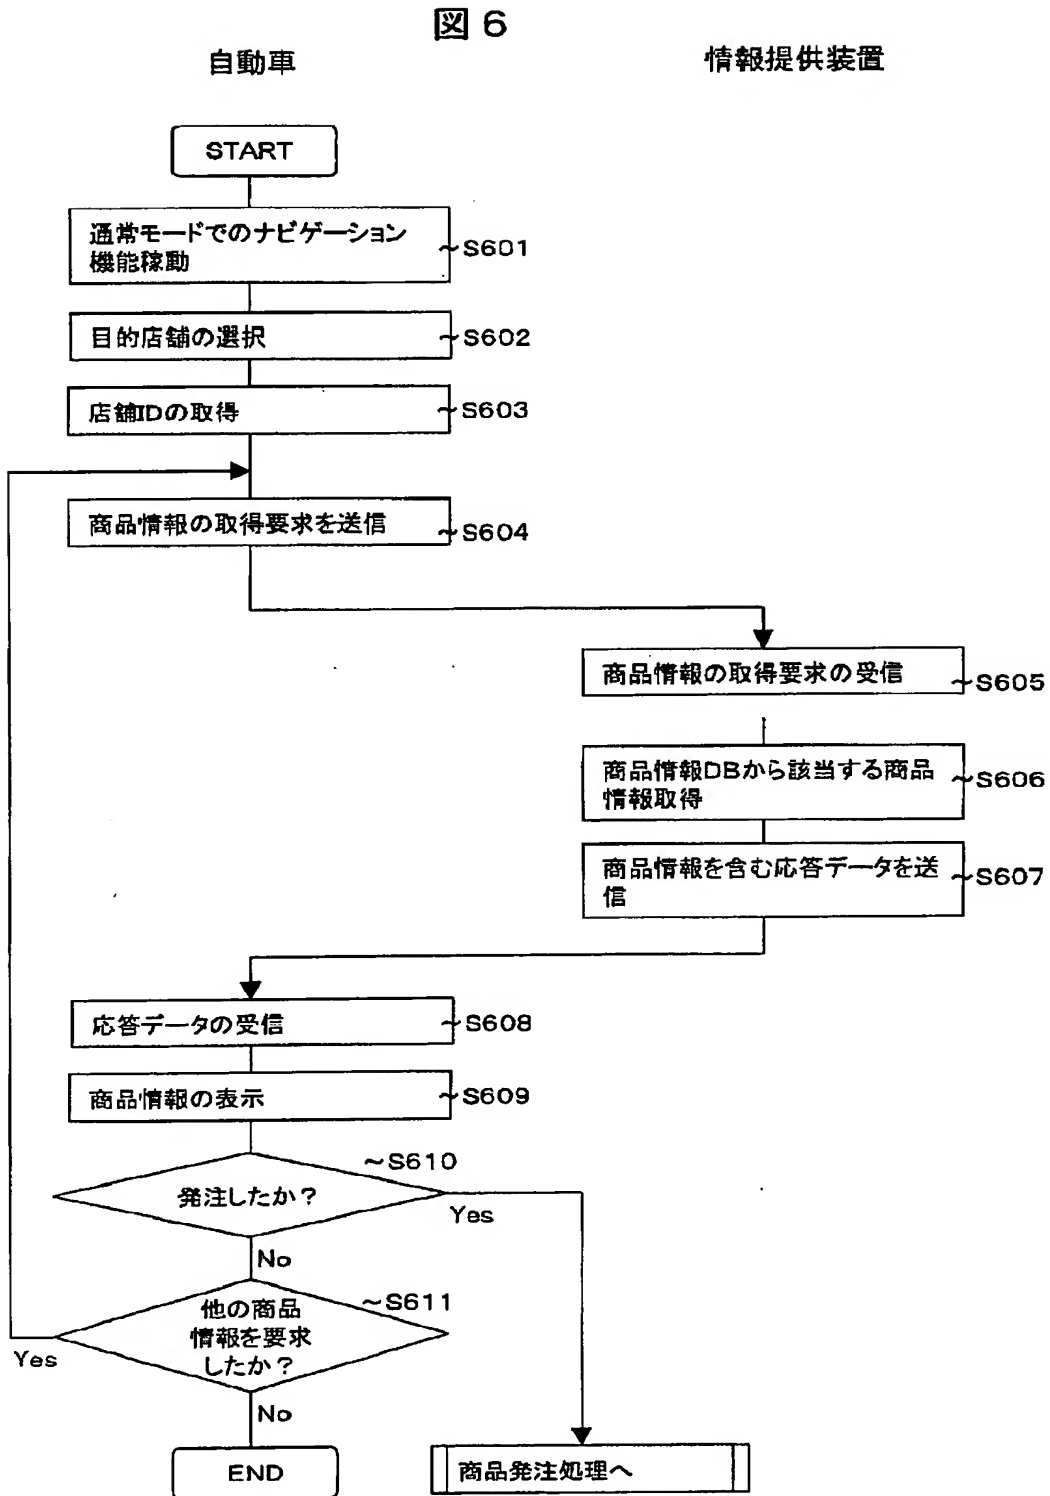 図6
自動車
情報提供装置
START
通常モードでのナビゲーション
機能稼動
~S601
目的店舗の選択
~S602
店舗IDの取得
~S603
商品情報の取得要求を送信
~S604
商品情報の取得要求の受信
~S605
商品情報DBから該当する商品
情報取得
~S606
商品情報を含む応答データを送
信
~S607
応答データの受信
~S608
商品情報の表示
~S609
~S610
発注したか？
Yes
No
~S611
他の商品
情報を要求
したか？
Yes
No
END
商品発注処理へ